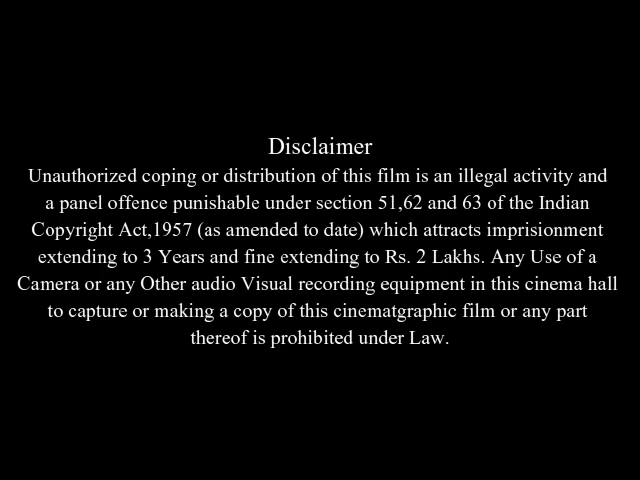 Disclaimer
Unauthorized coping or distribution of this film is an illegal activity and
a panel offence punishable under section 51,62 and 63 of the Indian
Copyright Act,1957 (as amended to date) which attracts imprisionment
extending to 3 Years and fine extending to Rs. 2 Lakhs. Any Use of a
Camera or any Other audio Visual recording equipment in this cinema hall
to capture or making a copy of this cinematgraphic film or any part
thereof is prohibited under Law.